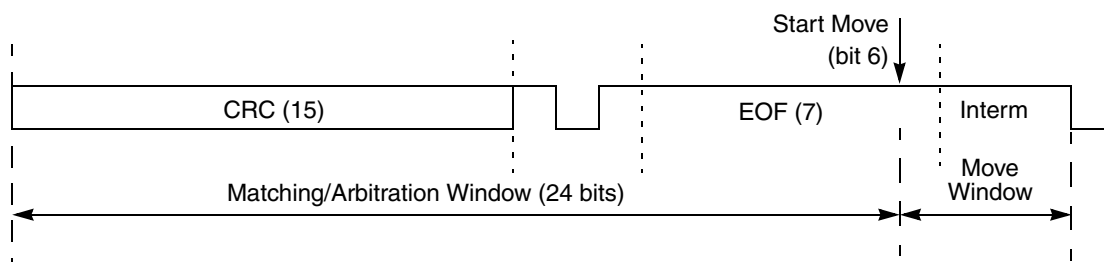 Start Move
(bit 6)
CRC (15)
EOF (7)
Interm
Matching/Arbitration Window (24 bits)
Move
Window